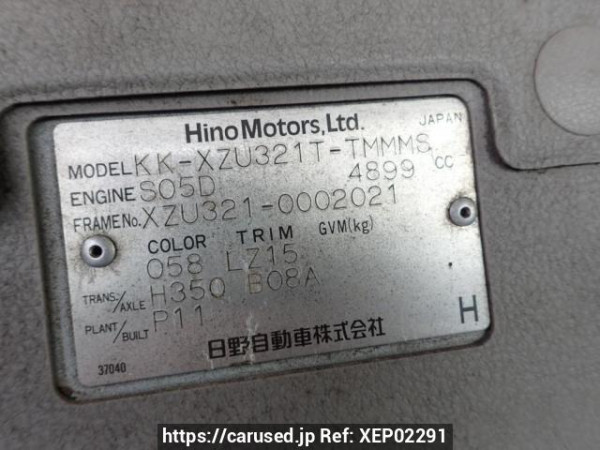 Hino Motors, Ltd. JAPAN
MODEL KK-XZU321T-TMMMS
ENGINE S05D 4899 CC
FRAME No. XZU321-0002021
COLOR TRIM GVM(kg)
058 LZ15
TRANS./AXLE H350 B08A
PLANT/BUILT P11
日野自動車株式会社 H
37040
https://carused.jp Ref: XEP02291